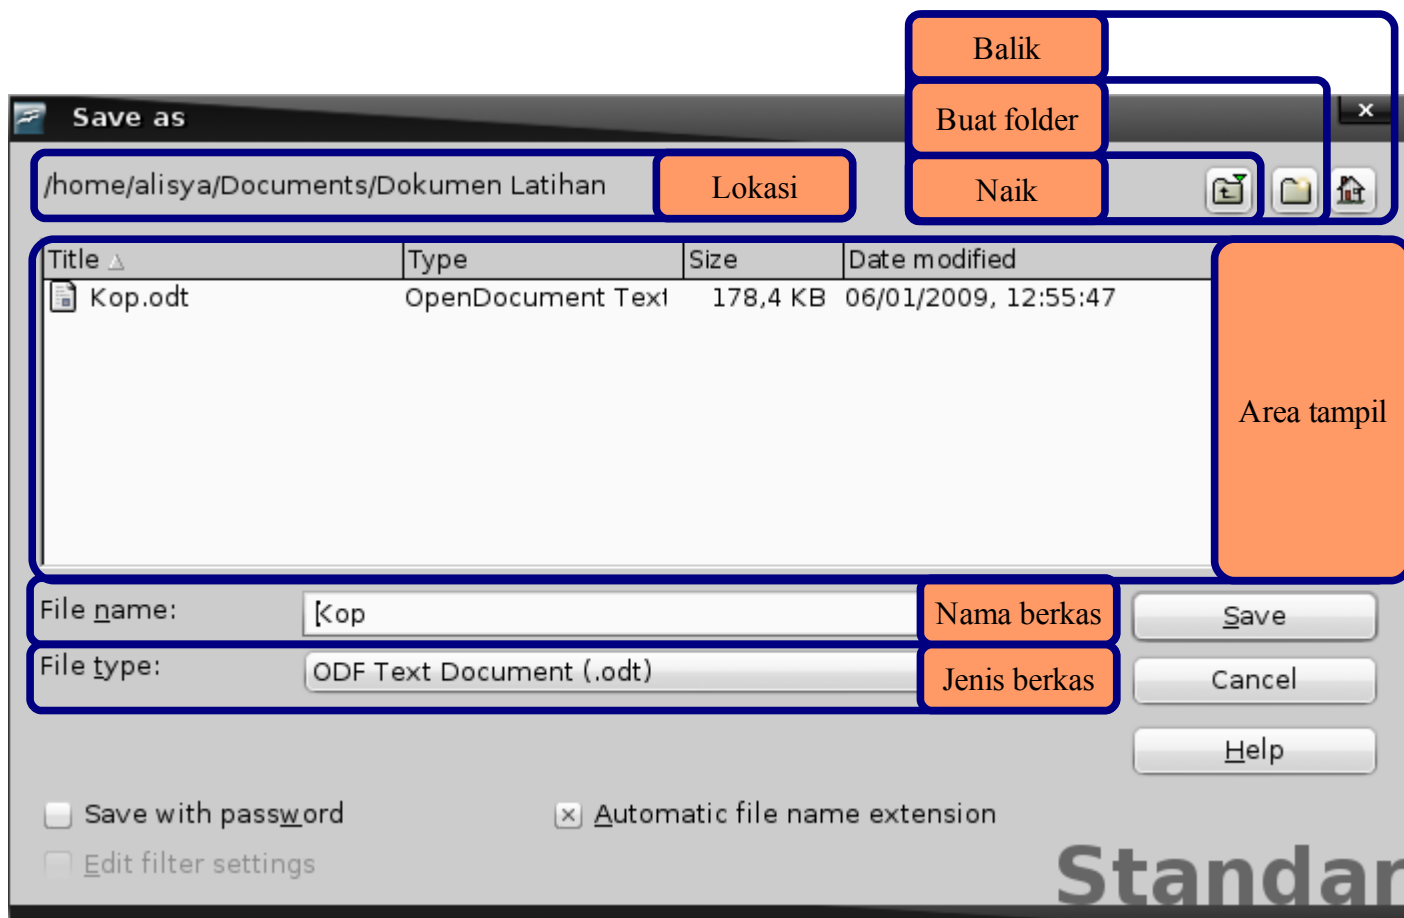 Balik
Buat folder
Save as
x
/home/alisya/Documents/Dokumen Latihan
Lokasi
Naik
Title Type Size Date modified
Kop.odt OpenDocument Text 178,4 KB 06/01/2009, 12:55:47
Area tampil
File name: Kop
Nama berkas
Save
File type: ODF Text Document (.odt)
Jenis berkas
Cancel
Help
Save with password
Automatic file name extension
Edit filter settings
Standar